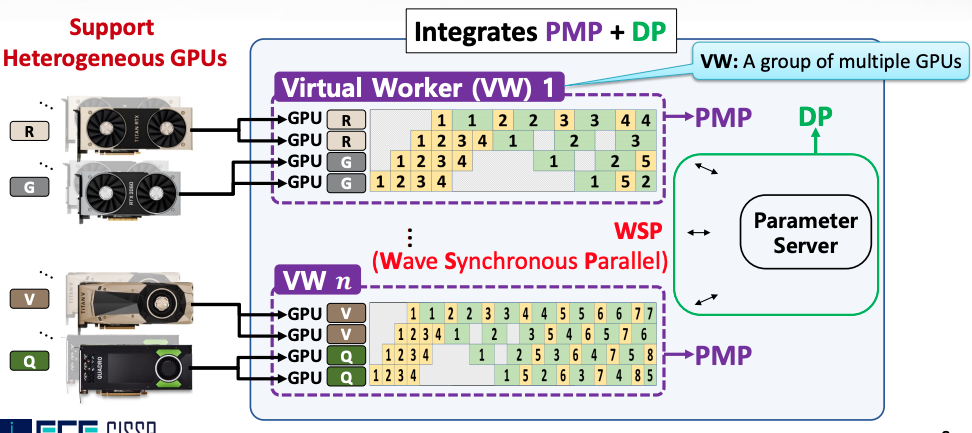 Support
Heterogeneous GPUs
Integrates PMP + DP
VW: A group of multiple GPUs
Virtual Worker (VW) 1
R
G
GPU R 1 1 2 2 3 3 4 4
GPU R 1 2 3 4 1 2 3
GPU G 1 2 3 4 1 2 5
GPU G 1 2 3 4 1 5 2
PMP
DP
Parameter
Server
WSP
(Wave Synchronous Parallel)
VW n
V
Q
GPU V 1 1 2 2 3 3 4 4 5 5 6 6 7 7
GPU V 1 2 3 4 1 2 3 5 4 6 5 7 6
GPU Q 1 2 3 4 1 2 5 3 6 4 7 5 8
GPU Q 1 2 3 4 1 5 2 6 3 7 4 8 5
PMP
TITAN RTX
RTX 2060
TITAN V
QUADRO